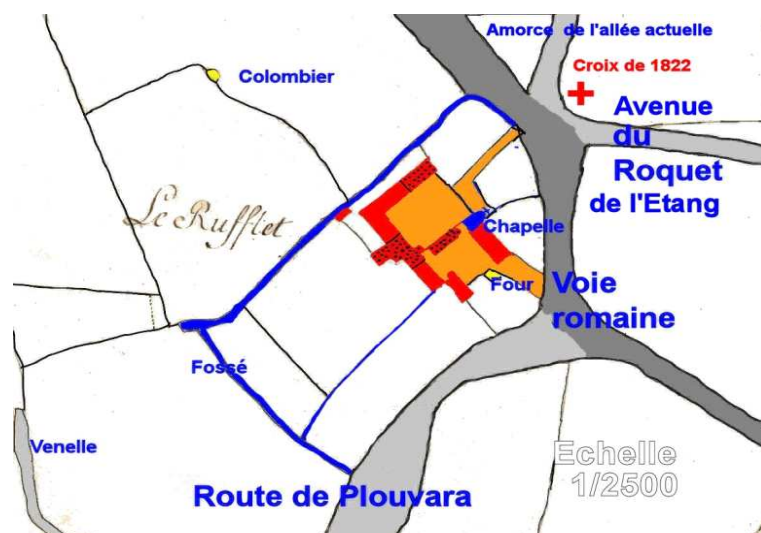 Amorce de l'allée actuelle
Croix de 1822
Colombier
Avenue
du
Roquet
de l'Etang
Le Ruffiet
Chapelle
Four
Voie
romaine
Fossé
Venelle
Echelle
1/2500
Route de Plouvara